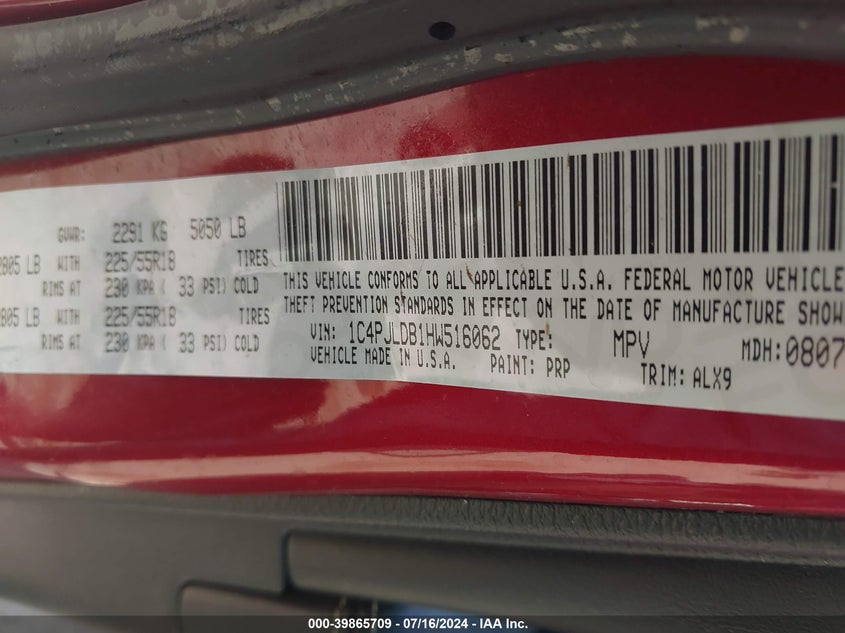 GVWR: 2291 KG 5050 LB
2805 LB WITH 225/55R18 TIRES
RIMS AT 230 KPA ( 33 PSI) COLD
2805 LB WITH 225/55R18 TIRES
RIMS AT 230 KPA ( 33 PSI) COLD
THIS VEHICLE CONFORMS TO ALL APPLICABLE U.S.A. FEDERAL MOTOR VEHICLE
THEFT PREVENTION STANDARDS IN EFFECT ON THE DATE OF MANUFACTURE SHOW
VIN: 1C4PJLDB1HW516062 TYPE: MPV MDH: 0807
VEHICLE MADE IN U.S.A. PAINT: PRP TRIM: ALX9
000-39865709 - 07/16/2024 - IAA Inc.